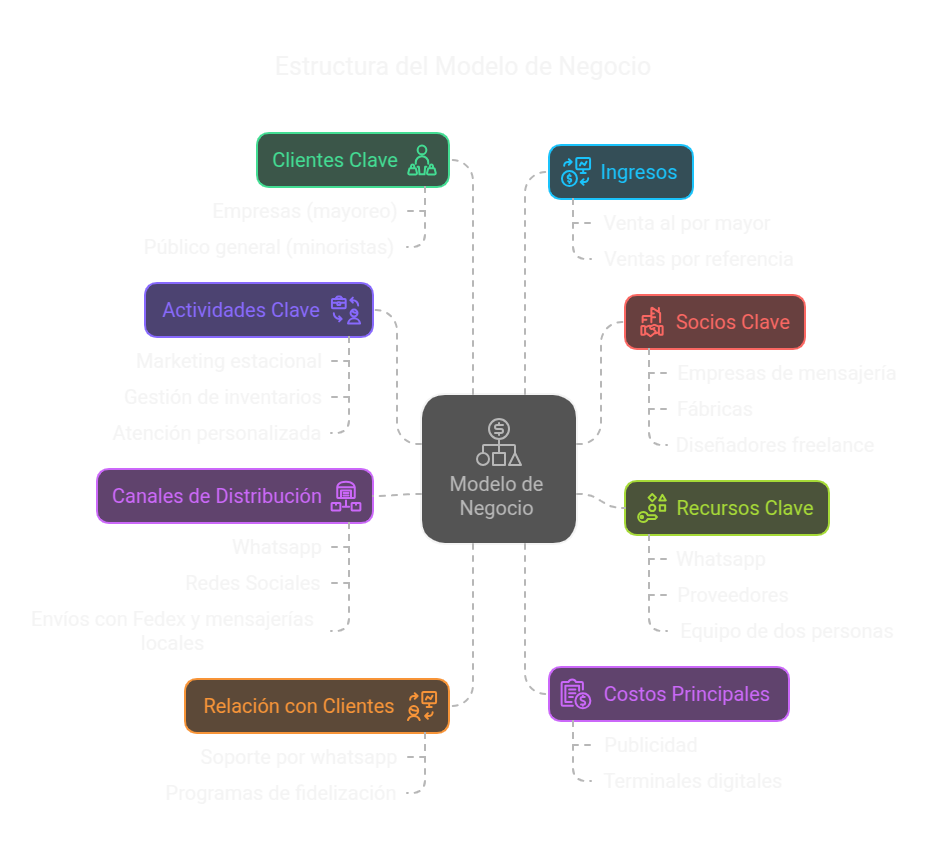 Estructura del Modelo de Negocio
Clientes Clave
Empresas (mayoreo)
Público general (minoristas)
Actividades Clave
Marketing estacional
Gestión de inventarios
Atención personalizada
Canales de Distribución
Whatsapp
Redes Sociales
Envíos con Fedex y mensajerías
locales
Relación con Clientes
Soporte por whatsapp
Programas de fidelización
Modelo de
Negocio
Ingresos
Venta al por mayor
Ventas por referencia
Socios Clave
Empresas de mensajería
Fábricas
Diseñadores freelance
Recursos Clave
Whatsapp
Proveedores
Equipo de dos personas
Costos Principales
Publicidad
Terminales digitales